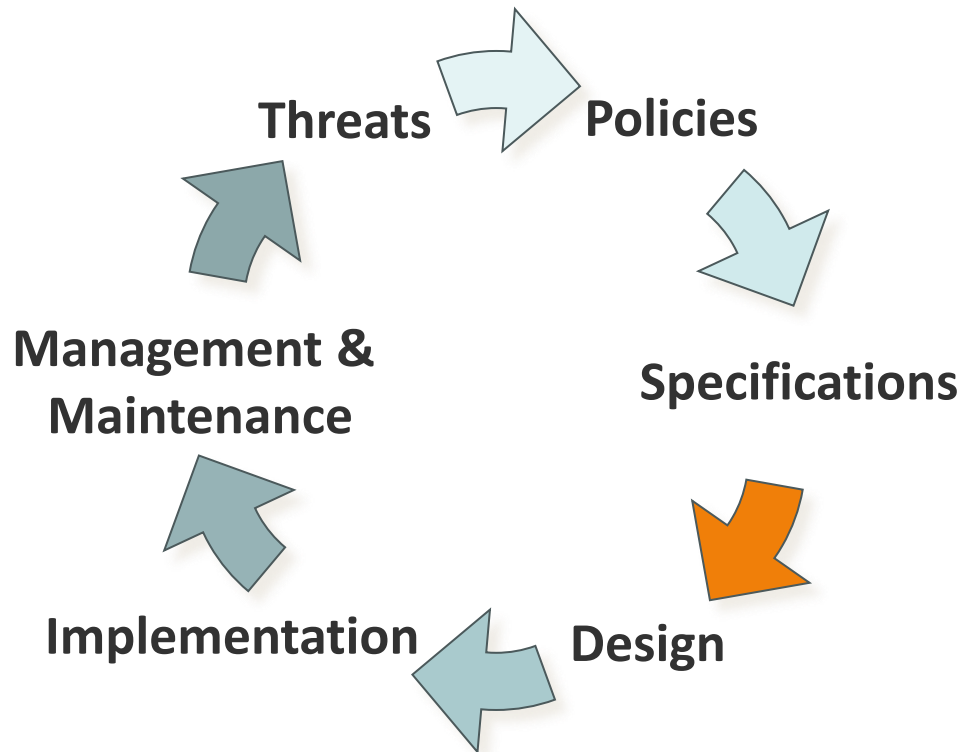 Threats
Policies
Management &
Maintenance
Specifications
Implementation
Design